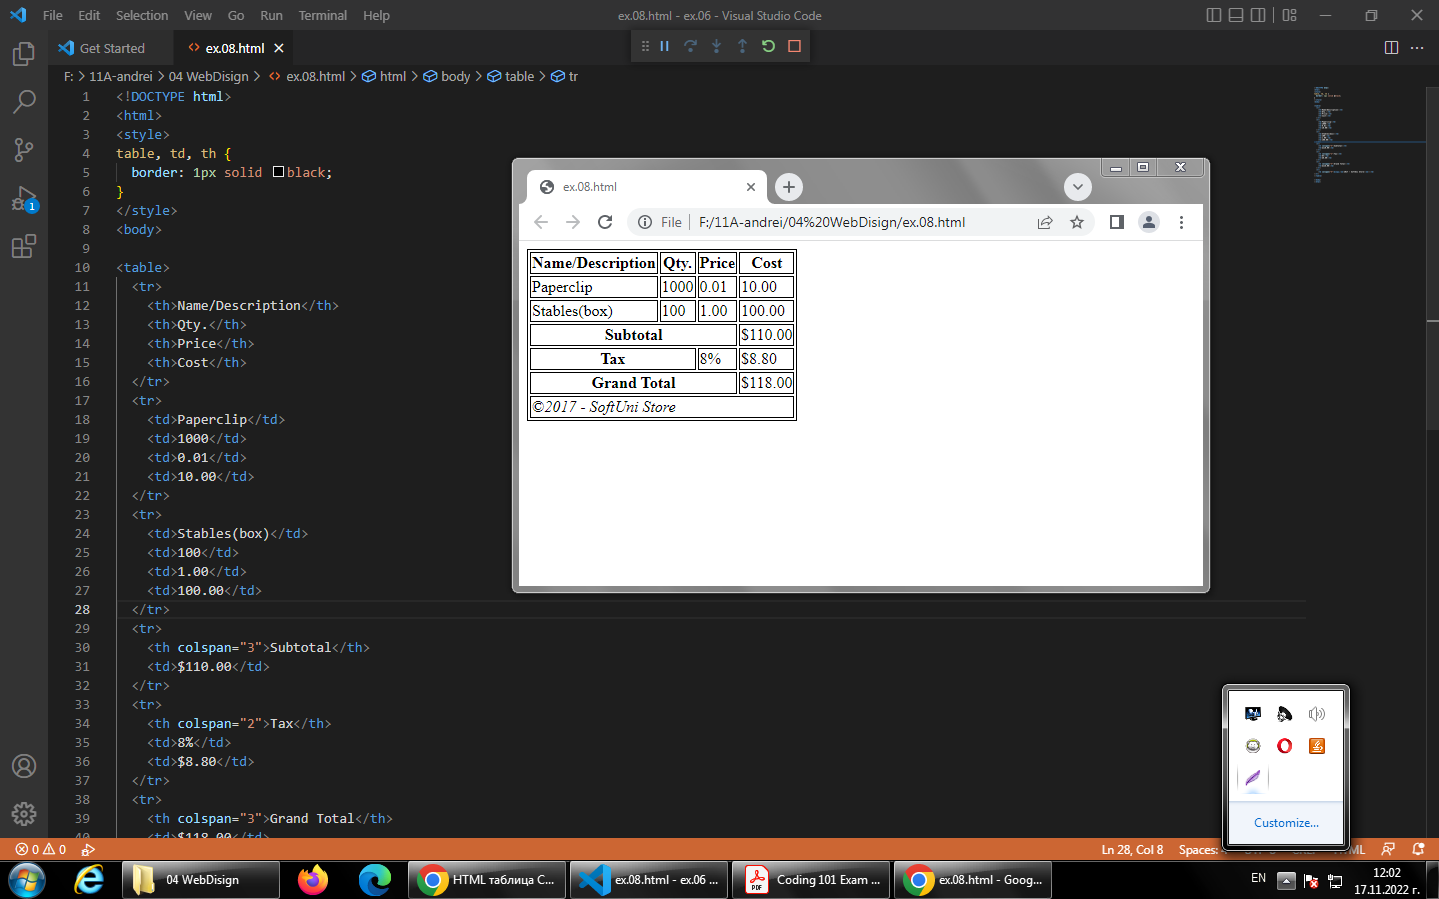 File Edit Selection View Go Run Terminal Help
ex.08.html - ex.06 - Visual Studio Code
Get Started
ex.08.html
F: > 11A-andrei > 04 WebDisign > ex.08.html > html > body > table > tr
1 <!DOCTYPE html>
2 <html>
3 <style>
4 table, td, th {
5 border: 1px solid black;
6 }
7 </style>
8 <body>
9
10 <table>
11 <tr>
12 <th>Name/Description</th>
13 <th>Qty.</th>
14 <th>Price</th>
15 <th>Cost</th>
16 </tr>
17 <tr>
18 <td>Paperclip</td>
19 <td>1000</td>
20 <td>0.01</td>
21 <td>10.00</td>
22 </tr>
23 <tr>
24 <td>Stables(box)</td>
25 <td>100</td>
26 <td>1.00</td>
27 <td>100.00</td>
28 </tr>
29 <tr>
30 <th colspan="3">Subtotal</th>
31 <td>$110.00</td>
32 </tr>
33 <tr>
34 <th colspan="2">Tax</th>
35 <td>8%</td>
36 <td>$8.80</td>
37 </tr>
38 <tr>
39 <th colspan="3">Grand Total</th>
40 <td>$118.00</td>
ex.08.html
File F:/11A-andrei/04%20WebDisign/ex.08.html
Name/Description Qty. Price Cost
Paperclip 1000 0.01 10.00
Stables(box) 100 1.00 100.00
Subtotal $110.00
Tax 8% $8.80
Grand Total $118.00
©2017 - SoftUni Store
Customize...
1
0 0
Ln 28, Col 8 Spaces:
04 WebDisign
HTML таблица C...
ex.08.html - ex.06 ...
PDF
Coding 101 Exam ...
ex.08.html - Goog...
EN
12:02
17.11.2022 г.